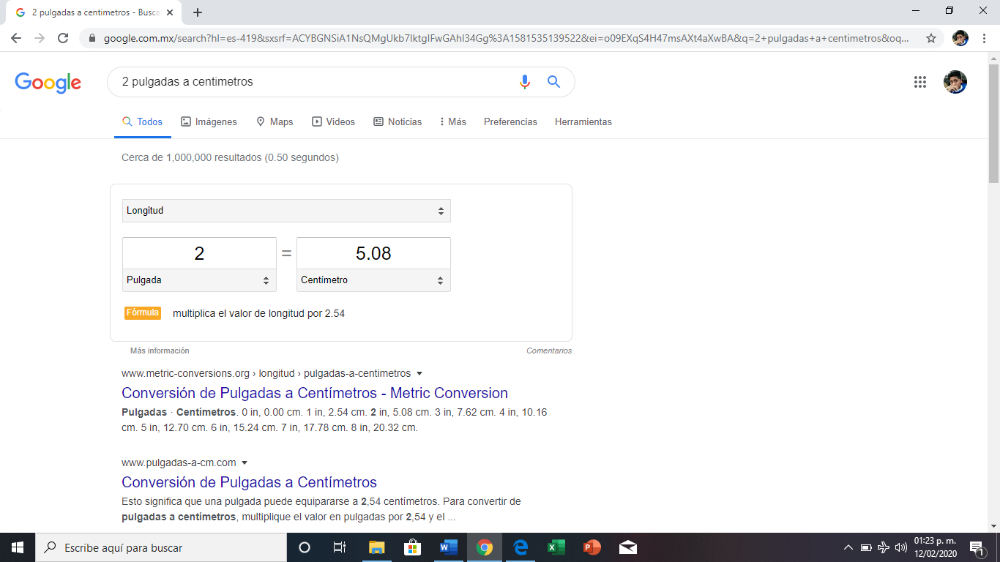 2 pulgadas a centimetros - Busca
google.com.mx/search?hl=es-419&sxsrf=ACYBGNSiA1NsQMgUkb7IktgIFwGAhl34Gg%3A1581535139522&ei=o09EXqS4H47msAXt4aXwBA&q=2+pulgadas+a+centimetros&oq...
Google
2 pulgadas a centimetros
Todos Imágenes Maps Videos Noticias Más Preferencias Herramientas
Cerca de 1,000,000 resultados (0.50 segundos)
Longitud
2 = 5.08
Pulgada Centímetro
Fórmula multiplica el valor de longitud por 2.54
Más información Comentarios
www.metric-conversions.org › longitud › pulgadas-a-centimetros
Conversión de Pulgadas a Centímetros - Metric Conversion
Pulgadas · Centímetros. 0 in, 0.00 cm. 1 in, 2.54 cm. 2 in, 5.08 cm. 3 in, 7.62 cm. 4 in, 10.16
cm. 5 in, 12.70 cm. 6 in, 15.24 cm. 7 in, 17.78 cm. 8 in, 20.32 cm.
www.pulgadas-a-cm.com
Conversión de Pulgadas a Centímetros
Esto significa que una pulgada puede equipararse a 2,54 centímetros. Para convertir de
pulgadas a centímetros, multiplique el valor en pulgadas por 2,54 y el ...
Escribe aquí para buscar
01:23 p. m.
12/02/2020
1